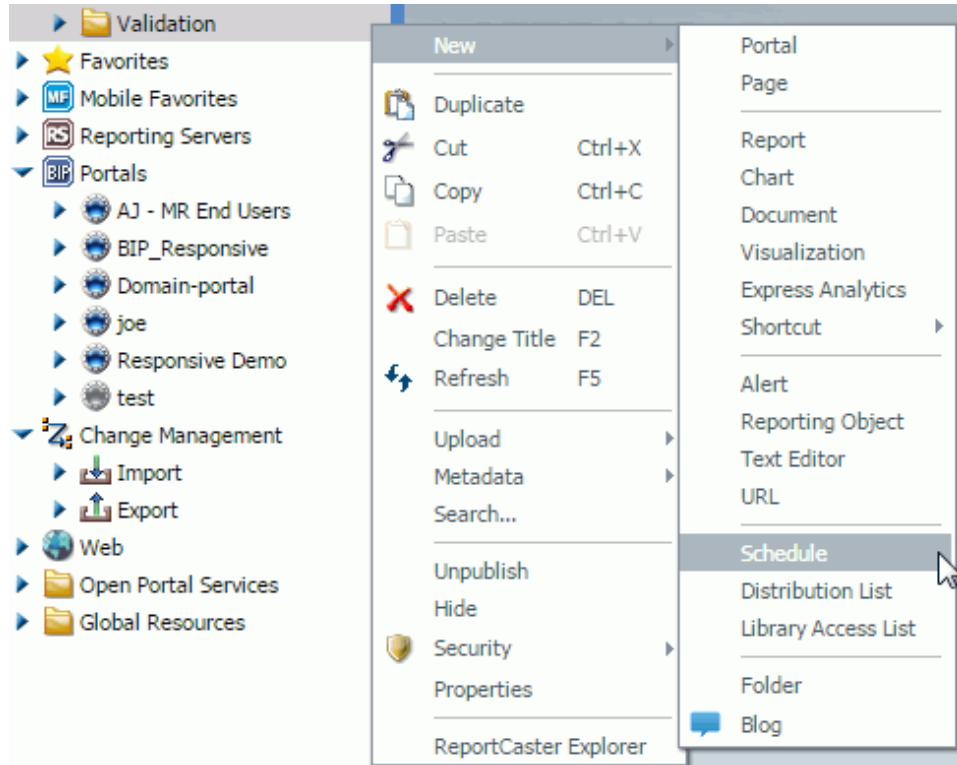 Validation
Favorites
MF Mobile Favorites
RS Reporting Servers
BIP Portals
AJ - MR End Users
BIP_Responsive
Domain-portal
joe
Responsive Demo
test
Change Management
Import
Export
Web
Open Portal Services
Global Resources
New
Duplicate
Cut Ctrl+X
Copy Ctrl+C
Paste Ctrl+V
Delete DEL
Change Title F2
Refresh F5
Upload
Metadata
Search...
Unpublish
Hide
Security
Properties
ReportCaster Explorer
Portal
Page
Report
Chart
Document
Visualization
Express Analytics
Shortcut
Alert
Reporting Object
Text Editor
URL
Schedule
Distribution List
Library Access List
Folder
Blog